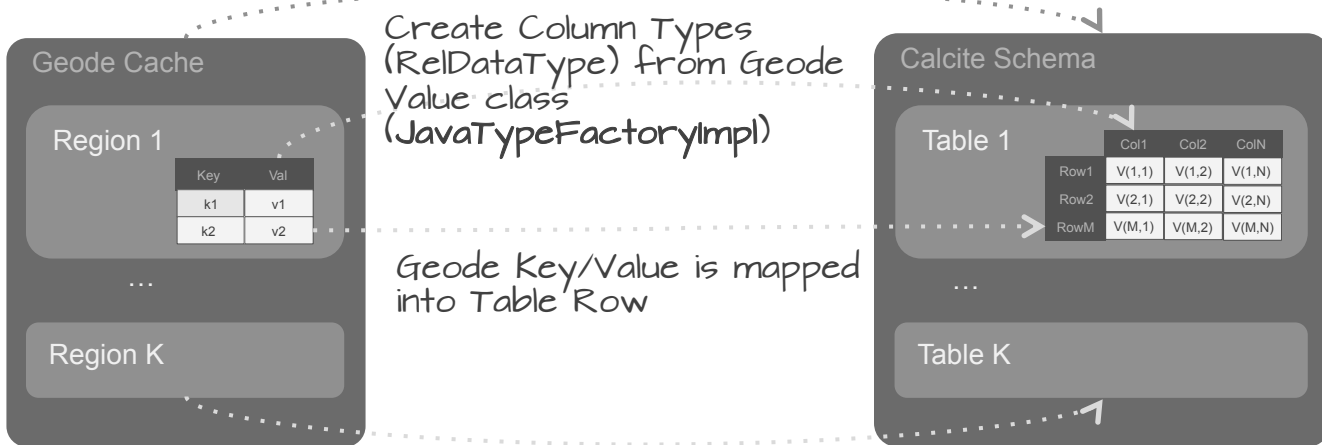 Create Column Types
(RelDataType) from Geode
Value class
(JavaTypeFactoryImpl)
Geode Cache
Region 1
Key Val
k1 v1
k2 v2
...
Region K
Geode Key/Value is mapped
into Table Row
Calcite Schema
Table 1
Col1 Col2 ColN
Row1 V(1,1) V(1,2) V(1,N)
Row2 V(2,1) V(2,2) V(2,N)
RowM V(M,1) V(M,2) V(M,N)
...
Table K